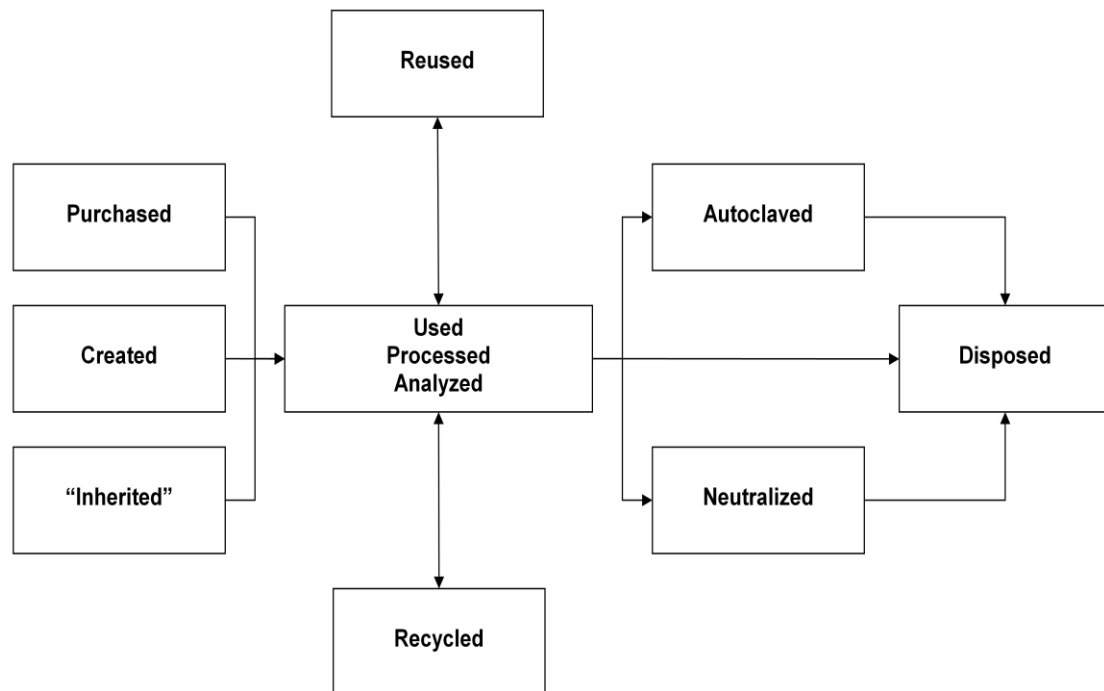 Reused
Purchased
Autoclaved
Created
Used
Processed
Analyzed
Disposed
“Inherited”
Neutralized
Recycled